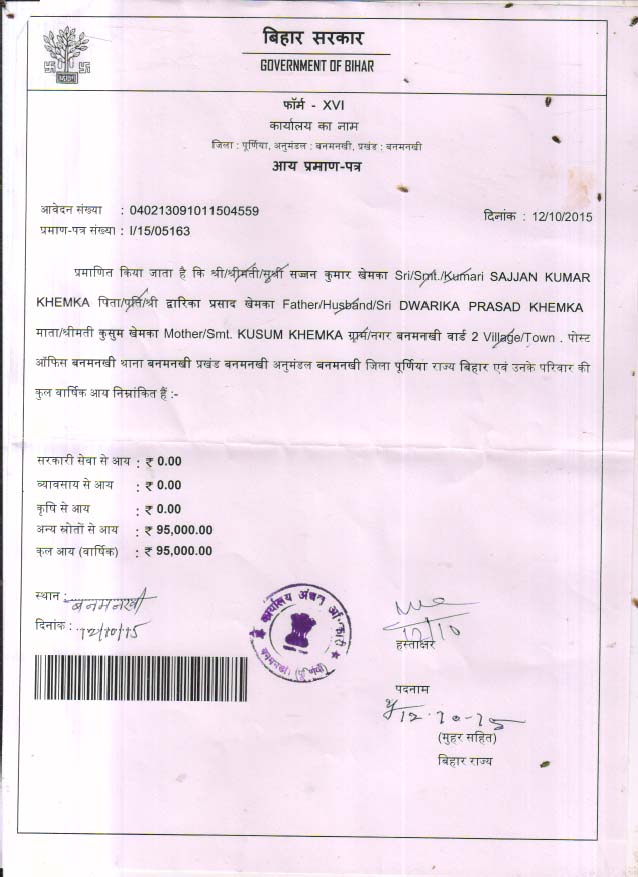 बिहार सरकार
GOVERNMENT OF BIHAR
फॉर्म - XVI
कार्यालय का नाम
जिला : पूर्णिया, अनुमंडल : बनमनखी, प्रखंड : बनमनखी
आय प्रमाण-पत्र
आवेदन संख्या : 040213091011504559 दिनांक : 12/10/2015
प्रमाण-पत्र संख्या : I/15/05163
प्रमाणित किया जाता है कि श्री/श्रीमती/सुश्री सज्जन कुमार खेमका Sri/Smt./Kumari SAJJAN KUMAR
KHEMKA पिता/पति/श्री द्वारिका प्रसाद खेमका Father/Husband/Sri DWARIKA PRASAD KHEMKA
माता/श्रीमती कुसुम खेमका Mother/Smt. KUSUM KHEMKA ग्राम/नगर बनमनखी वार्ड 2 Village/Town . पोस्ट
ऑफिस बनमनखी थाना बनमनखी प्रखंड बनमनखी अनुमंडल बनमनखी जिला पूर्णिया राज्य बिहार एवं उनके परिवार की
कुल वार्षिक आय निम्नांकित हैं :-
सरकारी सेवा से आय : ₹ 0.00
व्यावसाय से आय : ₹ 0.00
कृषि से आय : ₹ 0.00
अन्य स्रोतों से आय : ₹ 95,000.00
कुल आय (वार्षिक) : ₹ 95,000.00
स्थान : बनमनखी
दिनांक : 12/10/15
कार्यालय अंचल अधिकारी
बनमनखी (पूर्णियाँ)
12/10
हस्ताक्षर
पदनाम
12-10-15
(मुहर सहित)
बिहार राज्य